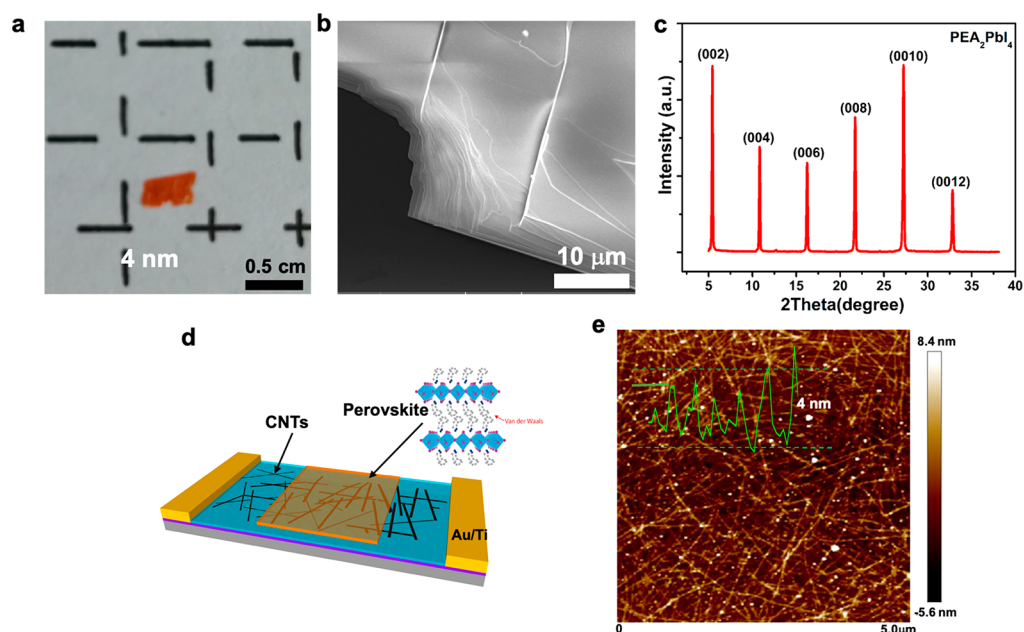 a
4 nm
0.5 cm
b
10 μm
c
PEA₂PbI₄
(002)
(004)
(006)
(008)
(0010)
(0012)
Intensity (a.u.)
5 10 15 20 25 30 35 40
2Theta(degree)
d
Perovskite
Van der Waals
CNTs
Au/Ti
e
8.4 nm
4 nm
-5.6 nm
0 5.0μm